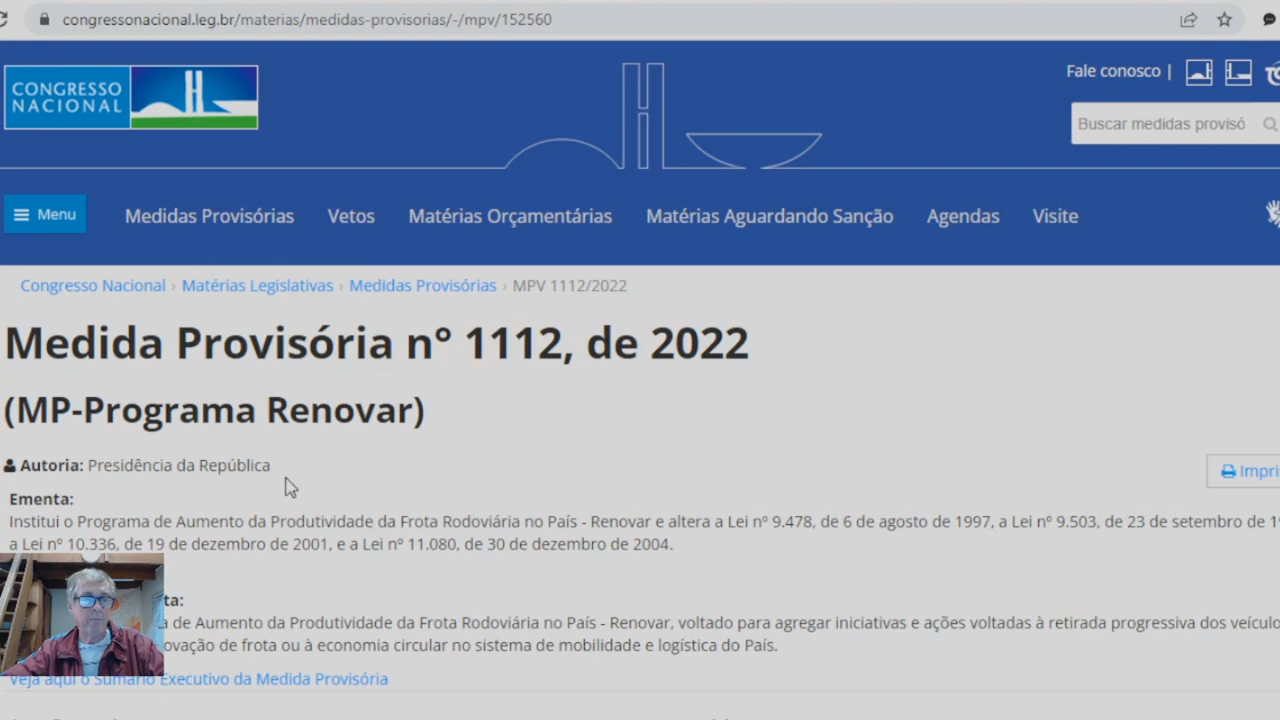 congressonacional.leg.br/materias/medidas-provisorias/-/mpv/152560
CONGRESSO
NACIONAL
Fale conosco |
Buscar medidas provisó
Menu
Medidas Provisórias
Vetos
Matérias Orçamentárias
Matérias Aguardando Sanção
Agendas
Visite
Congresso Nacional › Matérias Legislativas › Medidas Provisórias › MPV 1112/2022
Medida Provisória n° 1112, de 2022
(MP-Programa Renovar)
Autoria: Presidência da República
Impri
Ementa:
Institui o Programa de Aumento da Produtividade da Frota Rodoviária no País - Renovar e altera a Lei nº 9.478, de 6 de agosto de 1997, a Lei nº 9.503, de 23 de setembro de 19
a Lei nº 10.336, de 19 de dezembro de 2001, e a Lei nº 11.080, de 30 de dezembro de 2004.
ta:
de Aumento da Produtividade da Frota Rodoviária no País - Renovar, voltado para agregar iniciativas e ações voltadas à retirada progressiva dos veículo
ovação de frota ou à economia circular no sistema de mobilidade e logística do País.
Veja aqui o Sumário Executivo da Medida Provisória